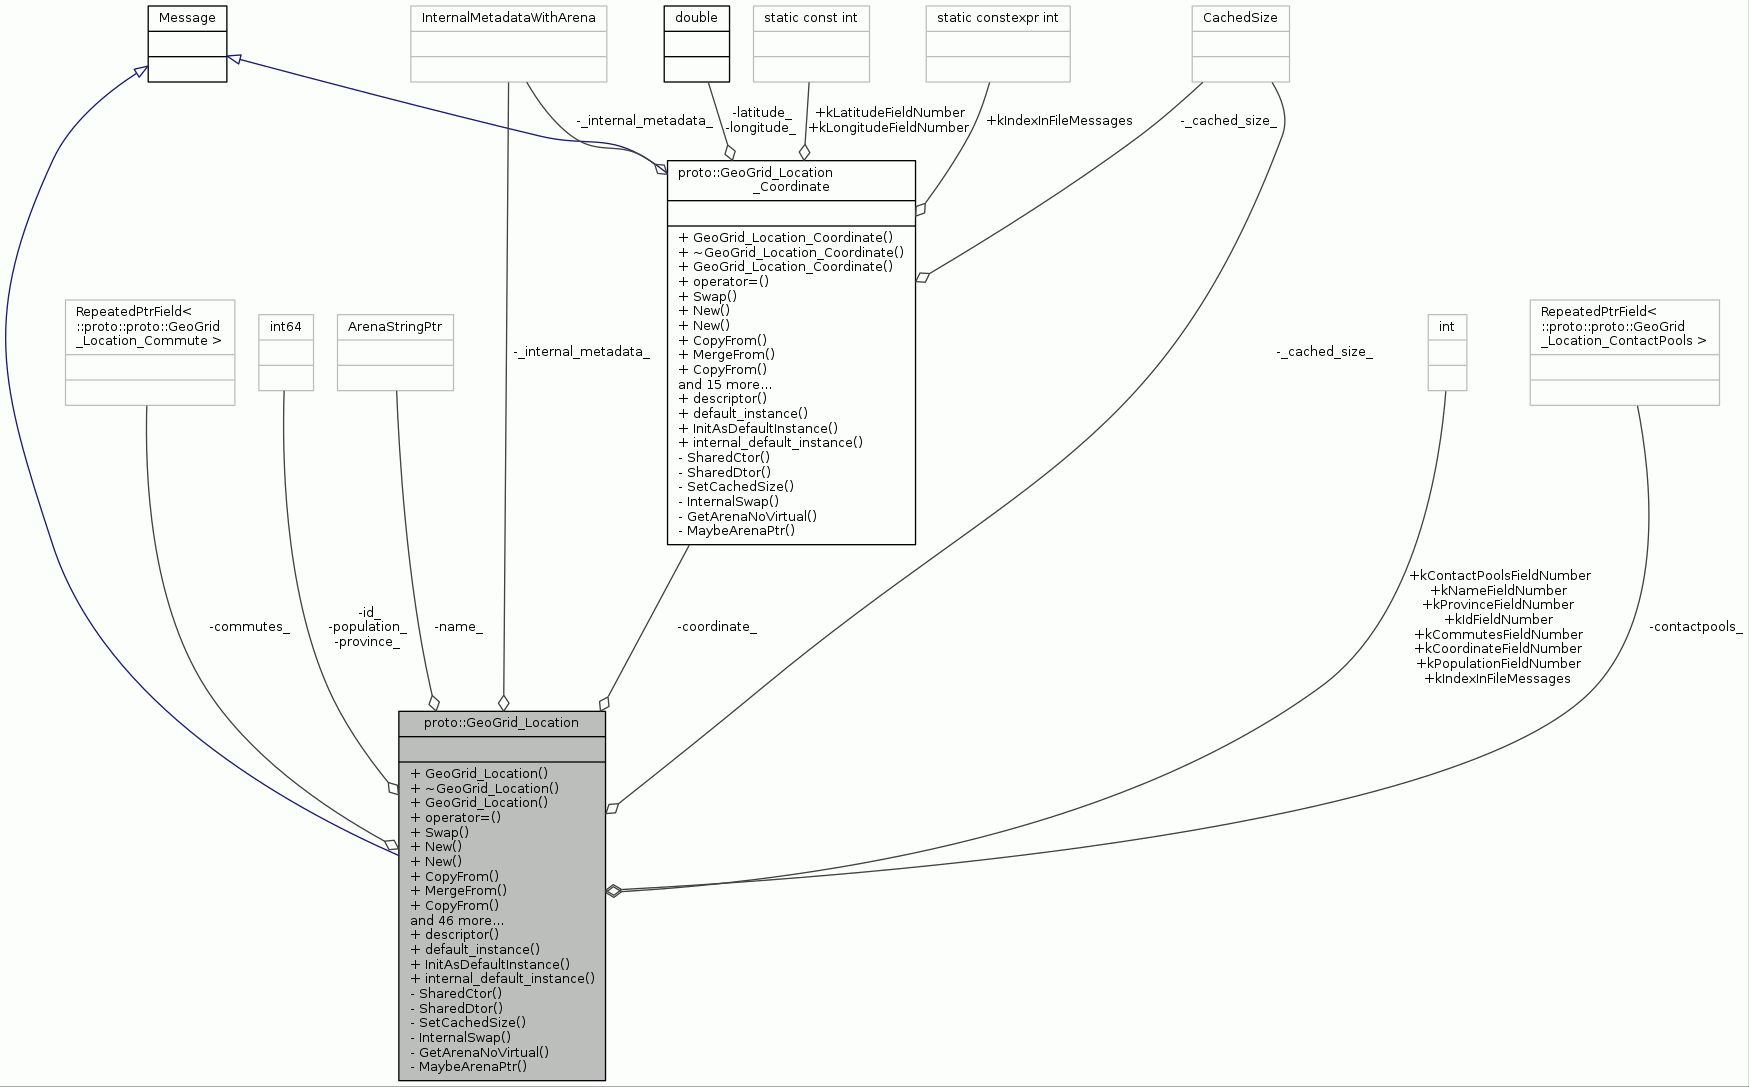 Message
InternalMetadataWithArena
double
static const int
static constexpr int
CachedSize
-_internal_metadata_
-latitude_
-longitude_
+kLatitudeFieldNumber
+kLongitudeFieldNumber
+kIndexInFileMessages
-_cached_size_
proto::GeoGrid_Location
_Coordinate
+ GeoGrid_Location_Coordinate()
+ ~GeoGrid_Location_Coordinate()
+ GeoGrid_Location_Coordinate()
+ operator=()
+ Swap()
+ New()
+ New()
+ CopyFrom()
+ MergeFrom()
+ CopyFrom()
and 15 more...
+ descriptor()
+ default_instance()
+ InitAsDefaultInstance()
+ internal_default_instance()
- SharedCtor()
- SharedDtor()
- SetCachedSize()
- InternalSwap()
- GetArenaNoVirtual()
- MaybeArenaPtr()
RepeatedPtrField<
::proto::proto::GeoGrid
_Location_Commute >
int64
ArenaStringPtr
-_internal_metadata_
-_cached_size_
int
RepeatedPtrField<
::proto::proto::GeoGrid
_Location_ContactPools >
-commutes_
-id_
-population_
-province_
-name_
-coordinate_
+kContactPoolsFieldNumber
+kNameFieldNumber
+kProvinceFieldNumber
+kIdFieldNumber
+kCommutesFieldNumber
+kCoordinateFieldNumber
+kPopulationFieldNumber
+kIndexInFileMessages
-contactpools_
proto::GeoGrid_Location
+ GeoGrid_Location()
+ ~GeoGrid_Location()
+ GeoGrid_Location()
+ operator=()
+ Swap()
+ New()
+ New()
+ CopyFrom()
+ MergeFrom()
+ CopyFrom()
and 46 more...
+ descriptor()
+ default_instance()
+ InitAsDefaultInstance()
+ internal_default_instance()
- SharedCtor()
- SharedDtor()
- SetCachedSize()
- InternalSwap()
- GetArenaNoVirtual()
- MaybeArenaPtr()